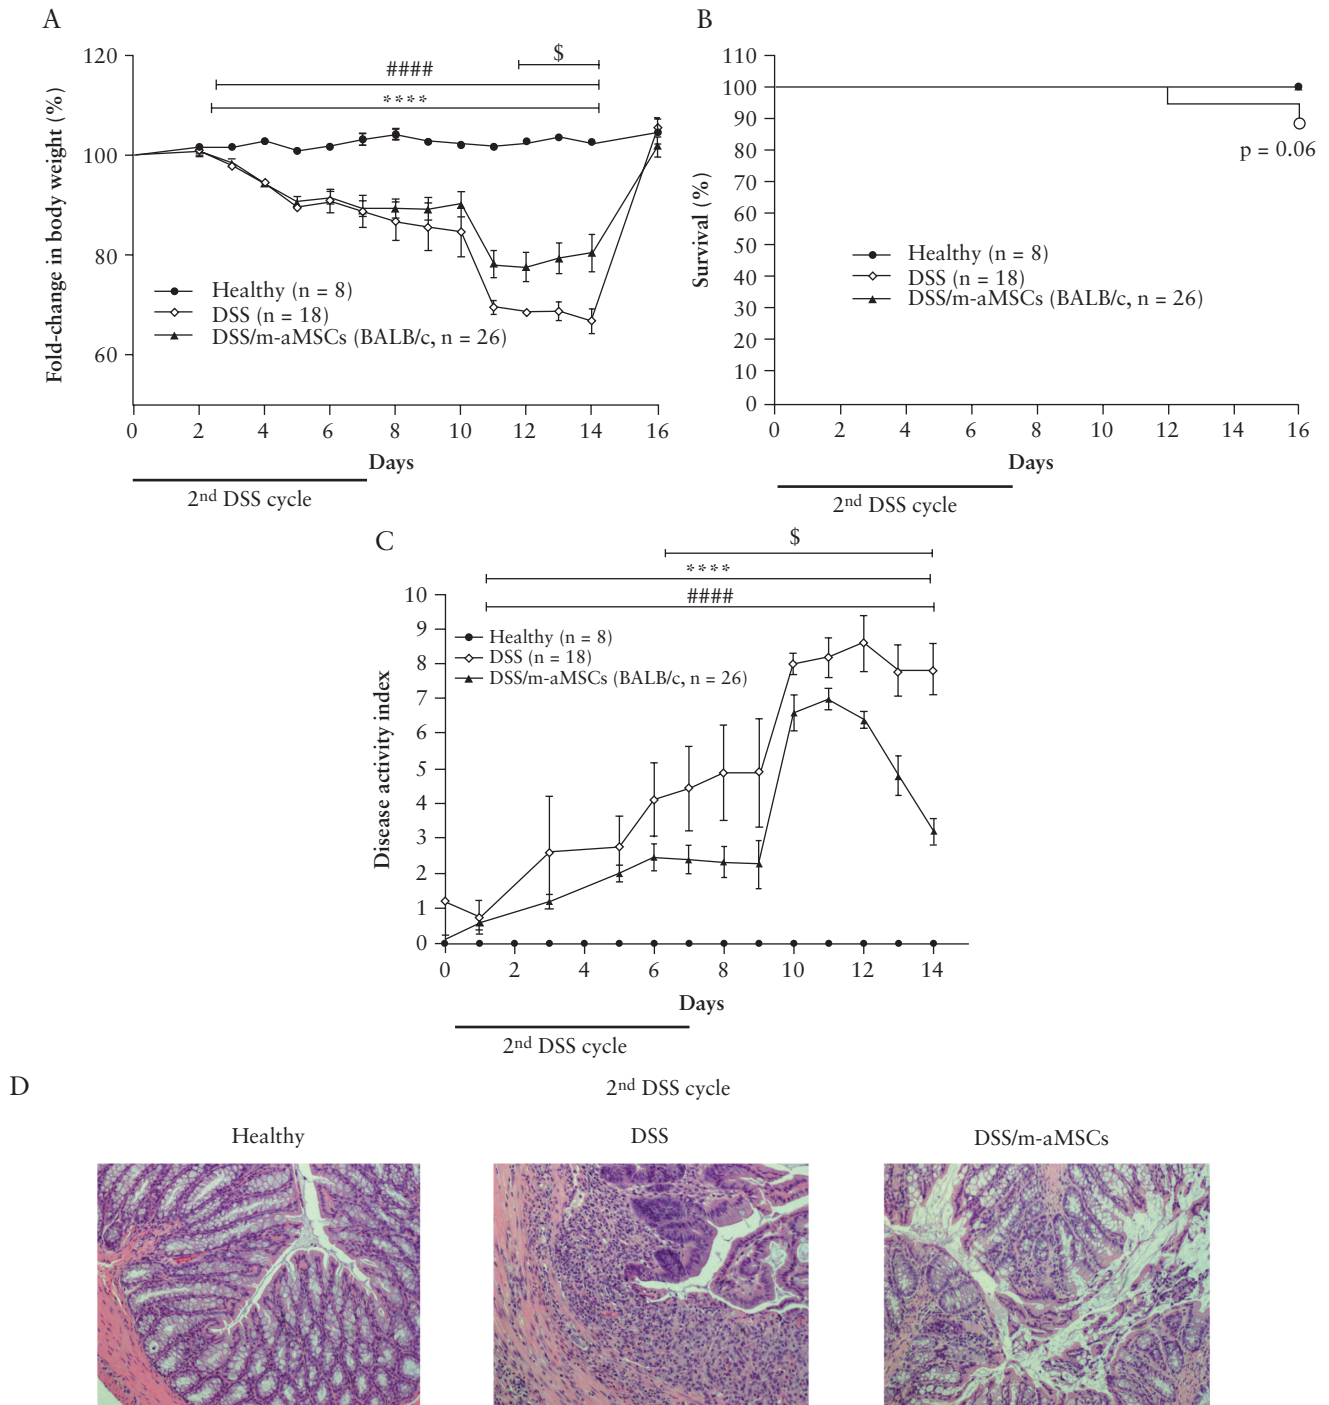 A
120
100
80
60
Fold-change in body weight (%)
$
####
****
Healthy (n = 8)
DSS (n = 18)
DSS/m-aMSCs (BALB/c, n = 26)
0 2 4 6 8 10 12 14 16
Days
2nd DSS cycle
B
110
100
90
80
70
60
50
40
30
20
10
0
Survival (%)
p = 0.06
Healthy (n = 8)
DSS (n = 18)
DSS/m-aMSCs (BALB/c, n = 26)
0 2 4 6 8 10 12 14 16
Days
2nd DSS cycle
C
$
****
####
10
9
8
7
6
5
4
3
2
1
0
Disease activity index
Healthy (n = 8)
DSS (n = 18)
DSS/m-aMSCs (BALB/c, n = 26)
0 2 4 6 8 10 12 14
Days
2nd DSS cycle
D
2nd DSS cycle
Healthy DSS DSS/m-aMSCs